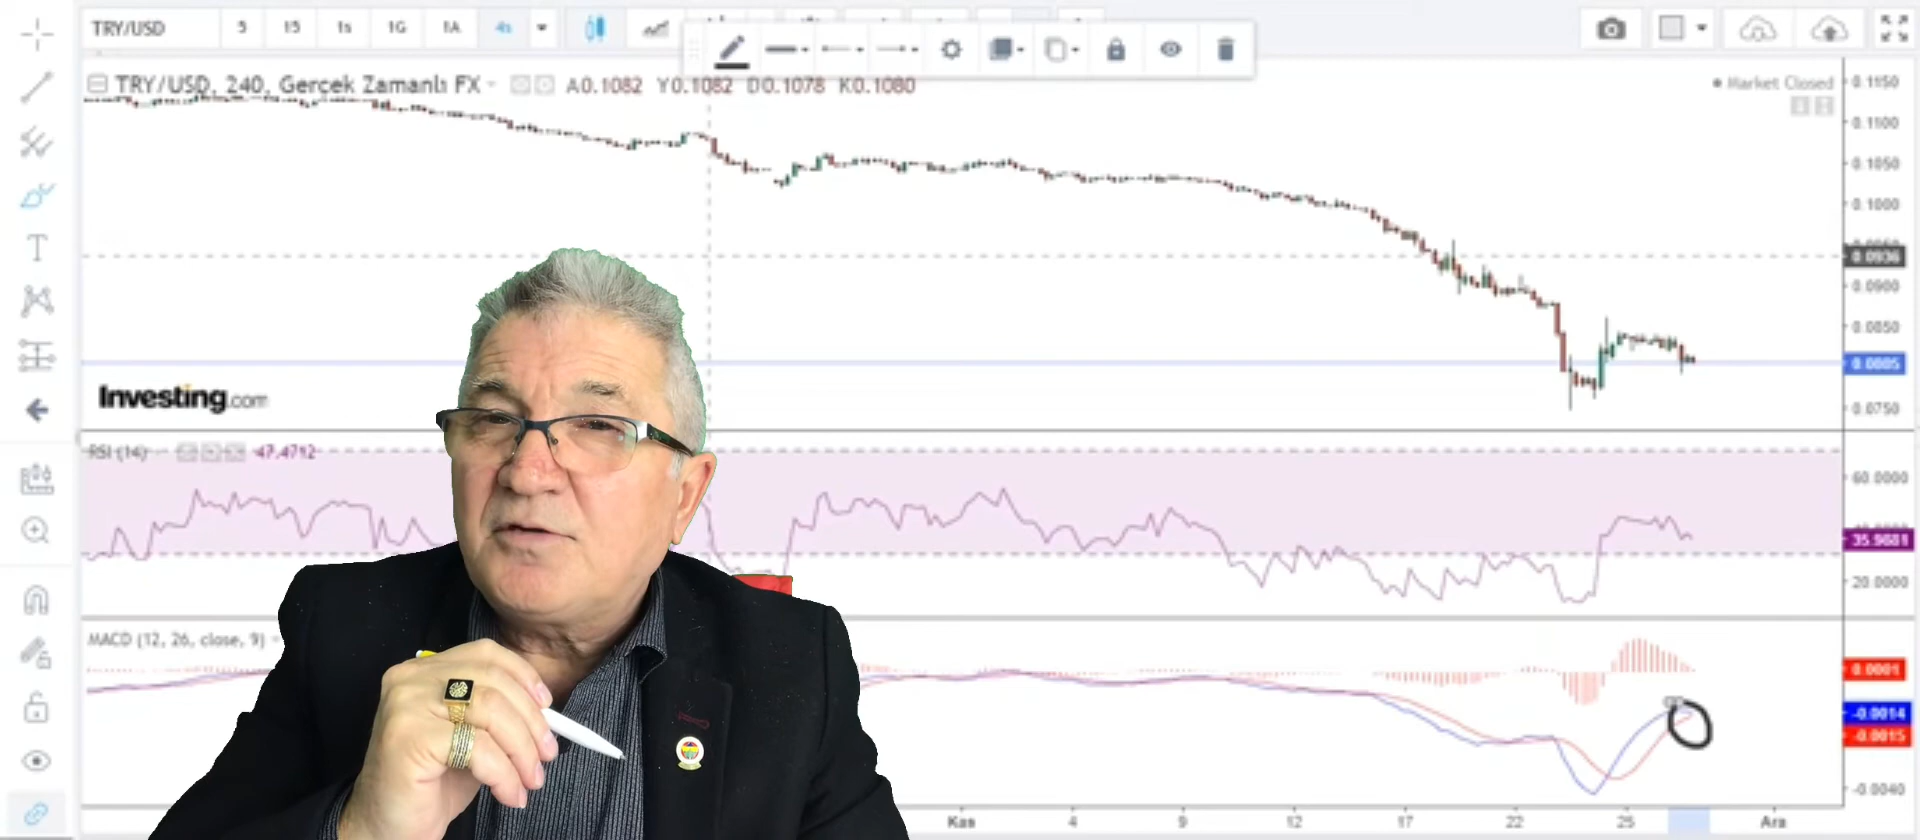 TRY/USD 5 15 1s 1G 1A 4s
TRY/USD, 240, Gerçek Zamanlı FX A0.1082 Y0.1082 D0.1078 K0.1080
Market Closed
0.1150
0.1100
0.1050
0.1000
0.0936
0.0900
0.0850
0.0805
0.0750
Investing.com
RSI (14) 47.4712
60.0000
35.9681
20.0000
MACD (12, 26, close, 9)
0.0001
-0.0014
-0.0015
-0.0040
Kas 4 9 12 17 22 25 Ara